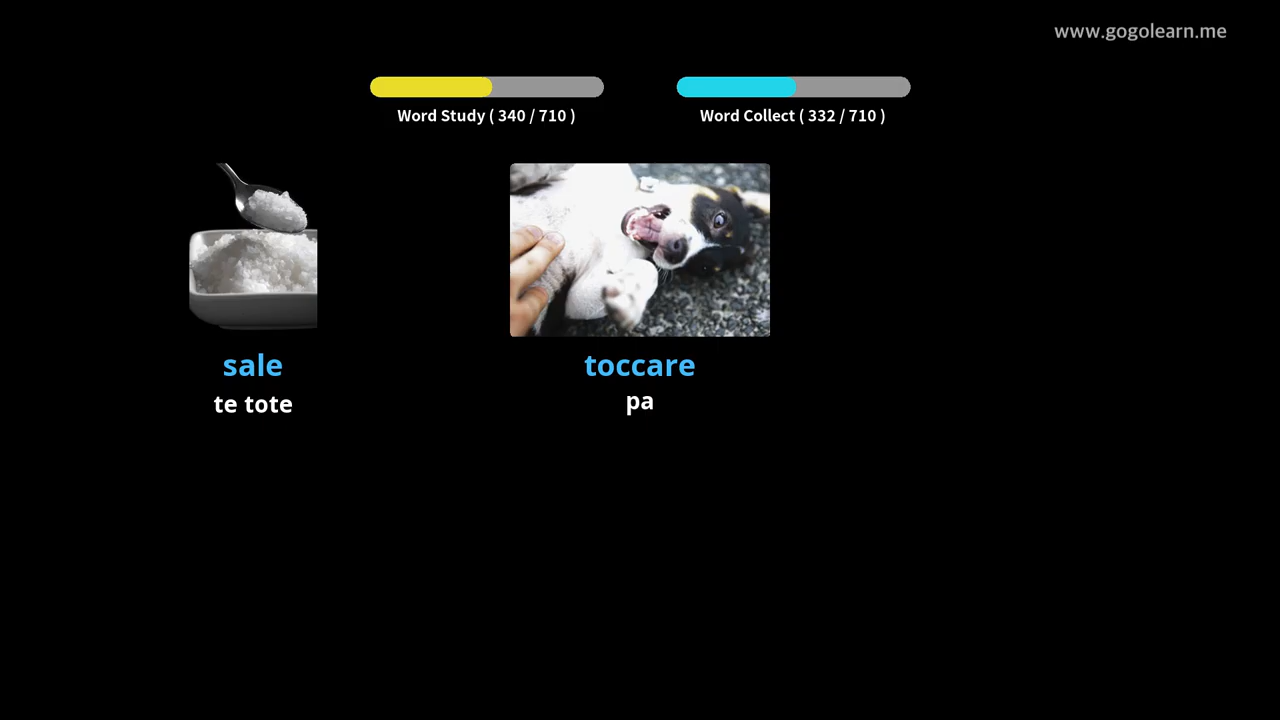 www.gogolearn.me
Word Study ( 340 / 710 )
Word Collect ( 332 / 710 )
sale
te tote
toccare
pa